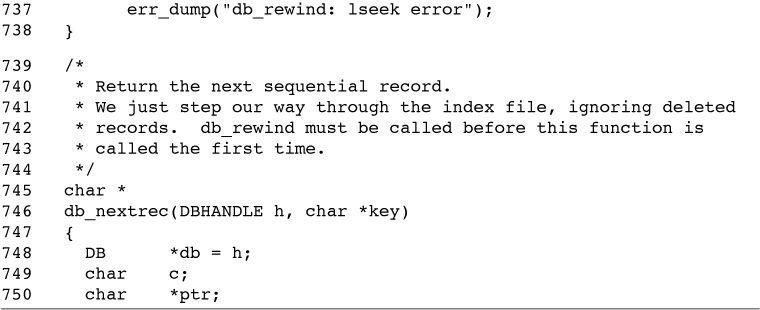 737         err_dump("db_rewind: lseek error");
738   }
739   /*
740    * Return the next sequential record.
741    * We just step our way through the index file, ignoring deleted
742    * records.  db_rewind must be called before this function is
743    * called the first time.
744    */
745   char *
746   db_nextrec(DBHANDLE h, char *key)
747   {
748     DB      *db = h;
749     char    c;
750     char    *ptr;